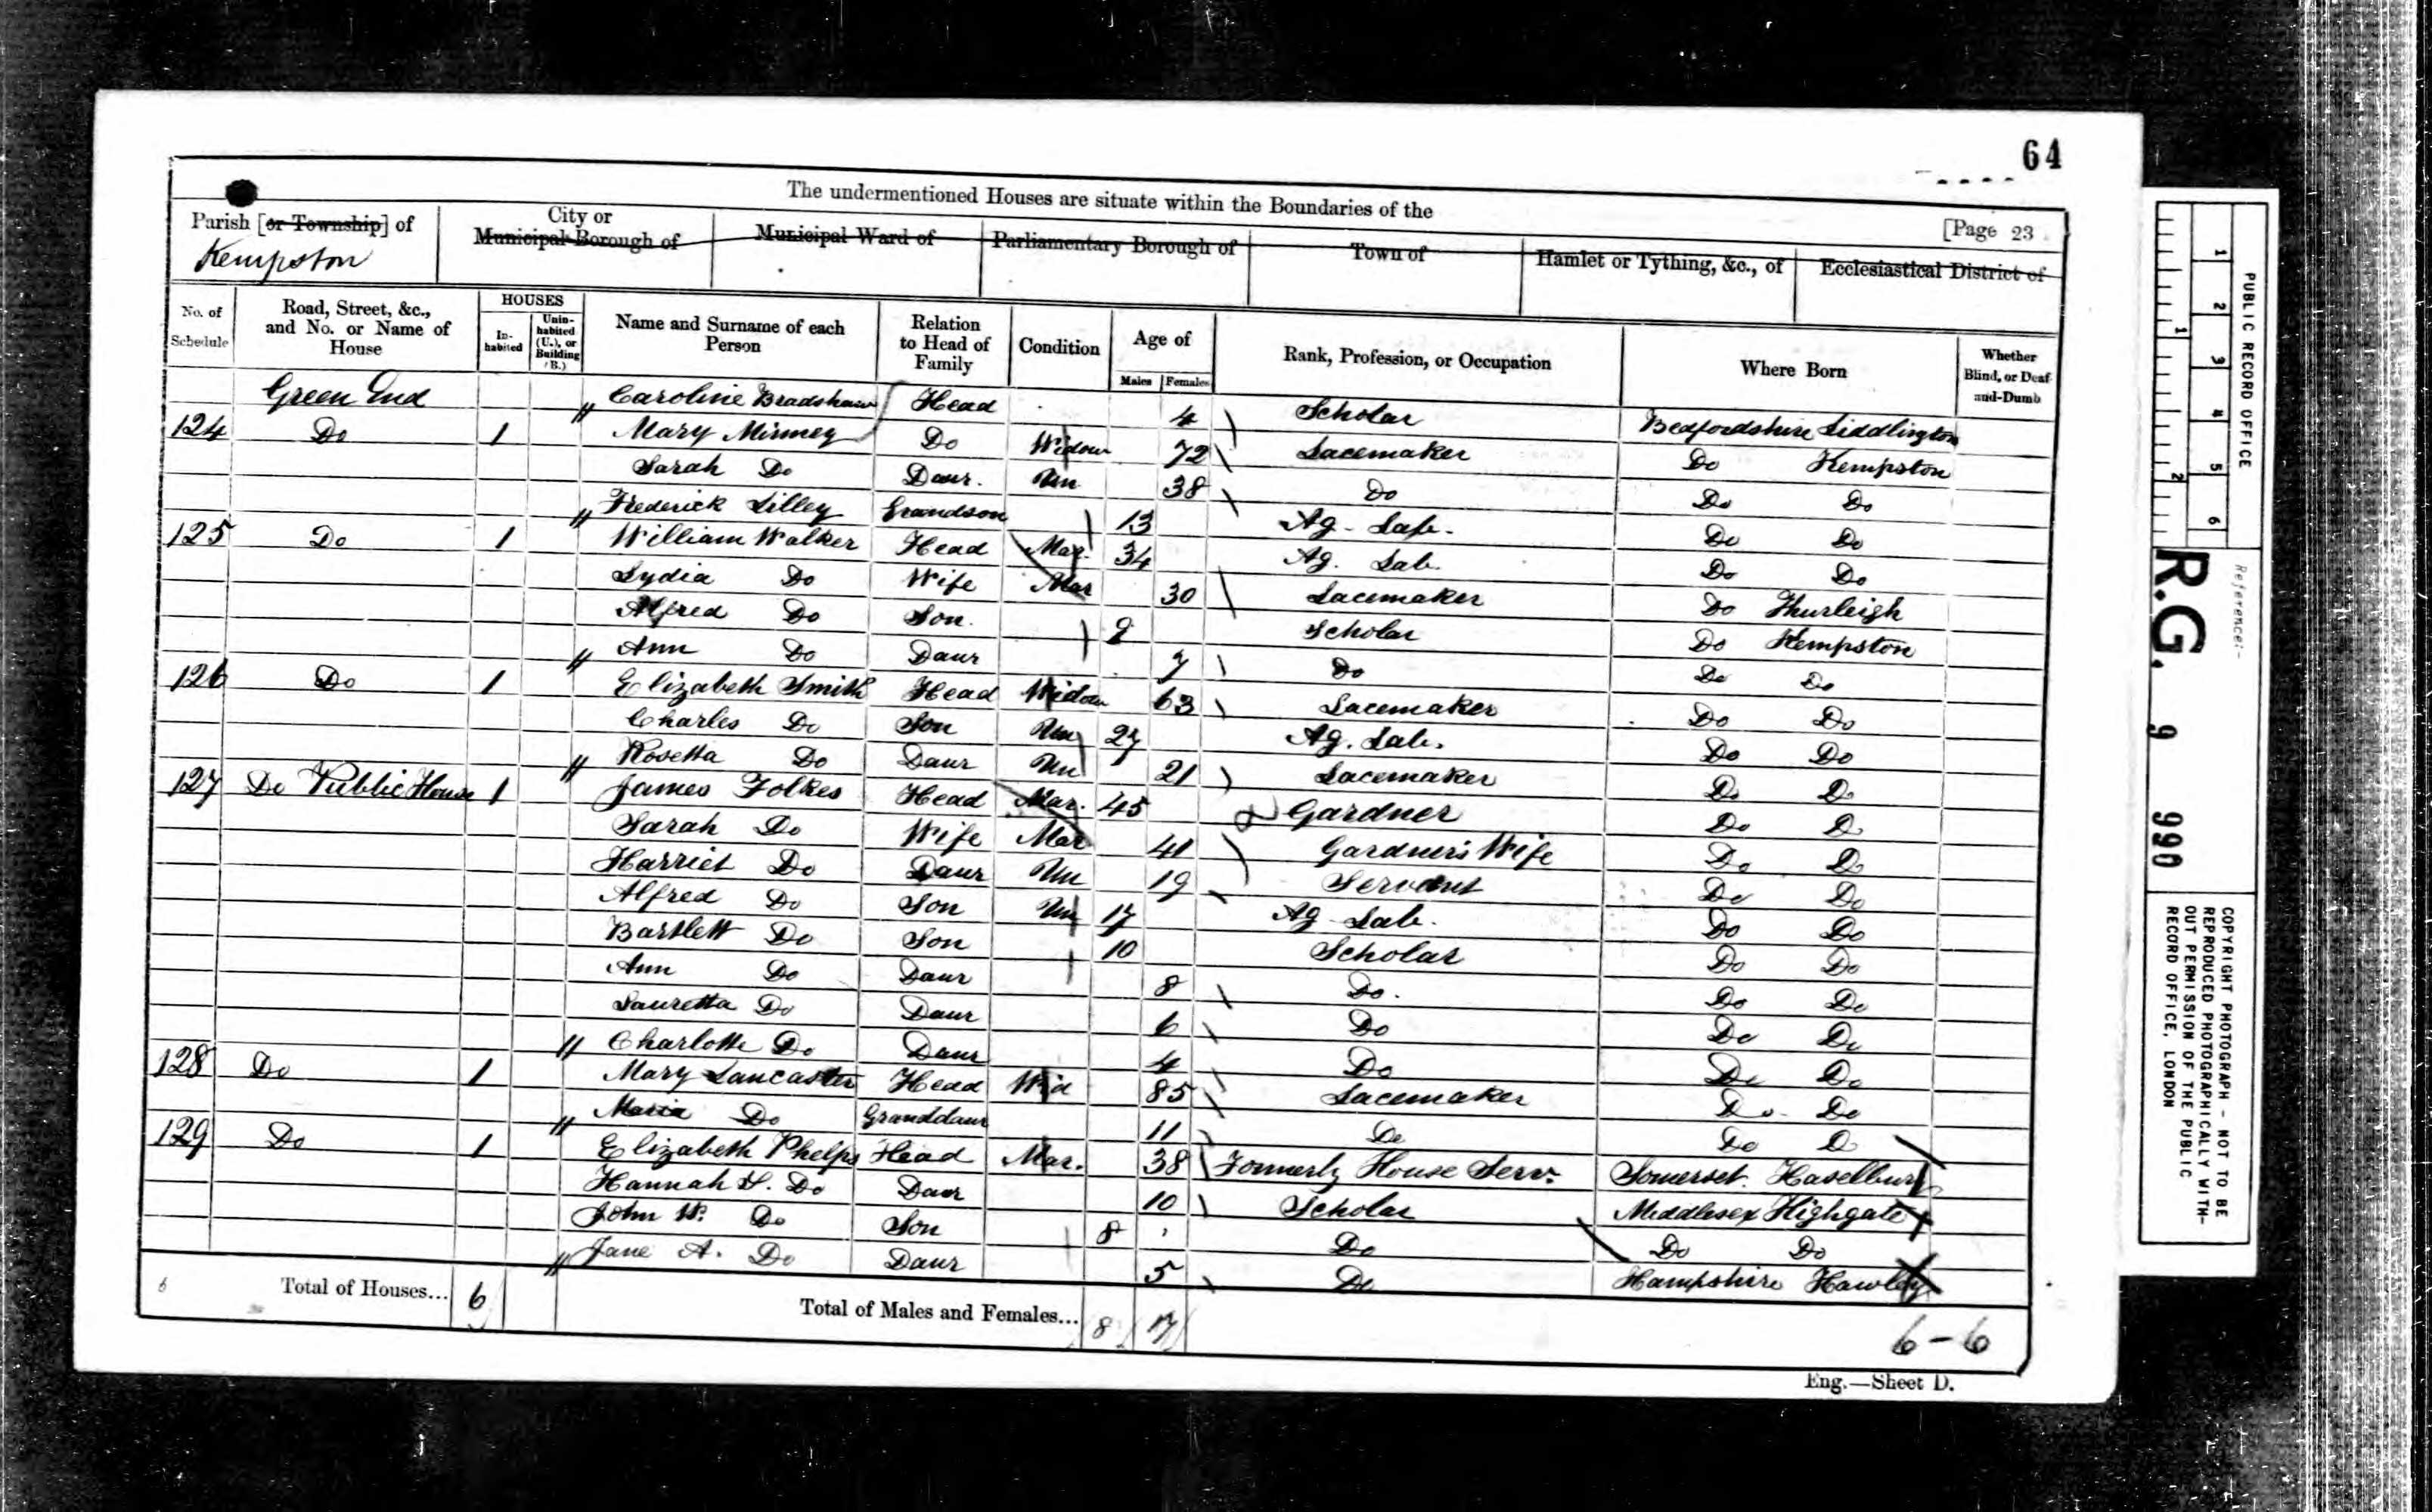 64
The undermentioned Houses are situate within the Boundaries of the
[Page 23
Parish [or Township] of
Kempston
City or
Municipal Borough of
Municipal Ward of
Parliamentary Borough of
Town of
Hamlet or Tything, &c., of
Ecclesiastical District of
No. of Schedule
Road, Street, &c., and No. or Name of House
HOUSES
In-habited
Unin-habited (U.), or Building (B.)
Name and Surname of each Person
Relation to Head of Family
Condition
Age of
Males Females
Rank, Profession, or Occupation
Where Born
Whether Blind, or Deaf-and-Dumb
Green End " Caroline Bradshaw Head 4 Scholar Bedfordshire Liddlington
124 Do 1 Mary Minney Do Widow 72 Lacemaker Do Kempston
Sarah Do Daur. Un 38 Do Do Do
" Frederick Lilley Grandson 13 Ag. Lab. Do Do
125 Do 1 William Walker Head Mar. 34 Ag. Lab. Do Do
Lydia Do Wife Mar 30 Lacemaker Do Thurleigh
Alfred Do Son. 9 Scholar Do Kempston
" Ann Do Daur 7 Do Do Do
126 Do 1 Elizabeth Smith Head Widow 63 Lacemaker Do Do
Charles Do Son Un 27 Ag. Lab. Do Do
" Rosetta Do Daur Un 21 Lacemaker Do Do
127 Do Public House 1 James Folkes Head Mar. 45 Gardner Do Do
Sarah Do Wife Mar 41 Gardner's Wife Do Do
Harriet Do Daur Un 19 Servant Do Do
Alfred Do Son Un 17 Ag. Lab. Do Do
Bartlett Do Son 10 Scholar Do Do
Ann Do Daur 8 Do. Do Do
Lauretta Do Daur 6 Do Do Do
" Charlotte Do Daur 4 Do Do Do
128 Do 1 Mary Lancaster Head Wid 85 Lacemaker Do Do
" Maria Do Granddaur 11 Do Do Do
129 Do 1 Elizabeth Phelps Head Mar. 38 Formerly House Serv. Somerset. Haselbury
Hannah S. Do Daur 10 Scholar Middlesex Highgate
John W. Do Son 8 Do Do Do
" Jane A. Do Daur 5 Do Hampshire Hawley
6 Total of Houses... 6 Total of Males and Females... 8 17
6-6
Eng.—Sheet D.
PUBLIC RECORD OFFICE
1 2 3 4 5 6
1 2
Reference:-
R.G. 9 990
COPYRIGHT PHOTOGRAPH - NOT TO BE
REPRODUCED PHOTOGRAPHICALLY WITH-
OUT PERMISSION OF THE PUBLIC
RECORD OFFICE, LONDON